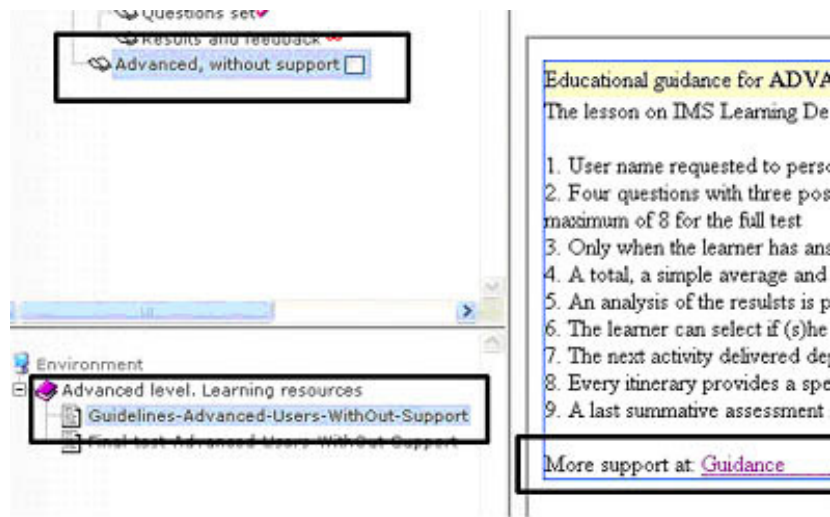 Questions set
Results and feedback
Advanced, without support
Environment
Advanced level. Learning resources
Guidelines-Advanced-Users-WithOut-Support
Final test-Advanced-Users-WithOut-Support
Educational guidance for ADVA
The lesson on IMS Learning De
1. User name requested to perso
2. Four questions with three pos
maximum of 8 for the full test
3. Only when the learner has ans
4. A total, a simple average and
5. An analysis of the resulsts is p
6. The learner can select if (s)he
7. The next activity delivered dep
8. Every itinerary provides a spe
9. A last summative assessment
More support at: Guidance